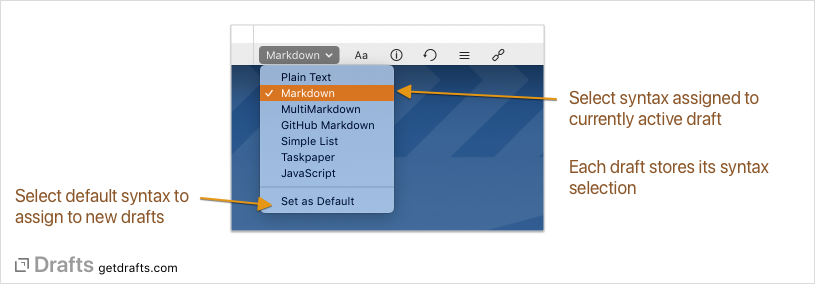 Markdown
Aa
Plain Text
Markdown
MultiMarkdown
GitHub Markdown
Simple List
Taskpaper
JavaScript
Set as Default
Select syntax assigned to
currently active draft
Each draft stores its syntax
selection
Select default syntax to
assign to new drafts
Drafts getdrafts.com